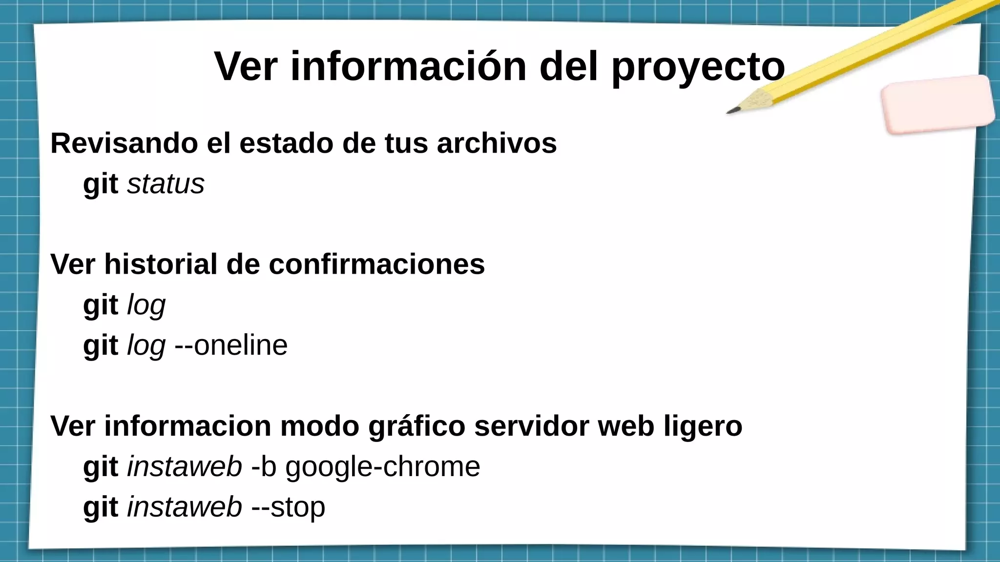 Ver información del proyecto
Revisando el estado de tus archivos
git status
Ver historial de confirmaciones
git log
git log --oneline
Ver informacion modo gráfico servidor web ligero
git instaweb -b google-chrome
git instaweb --stop